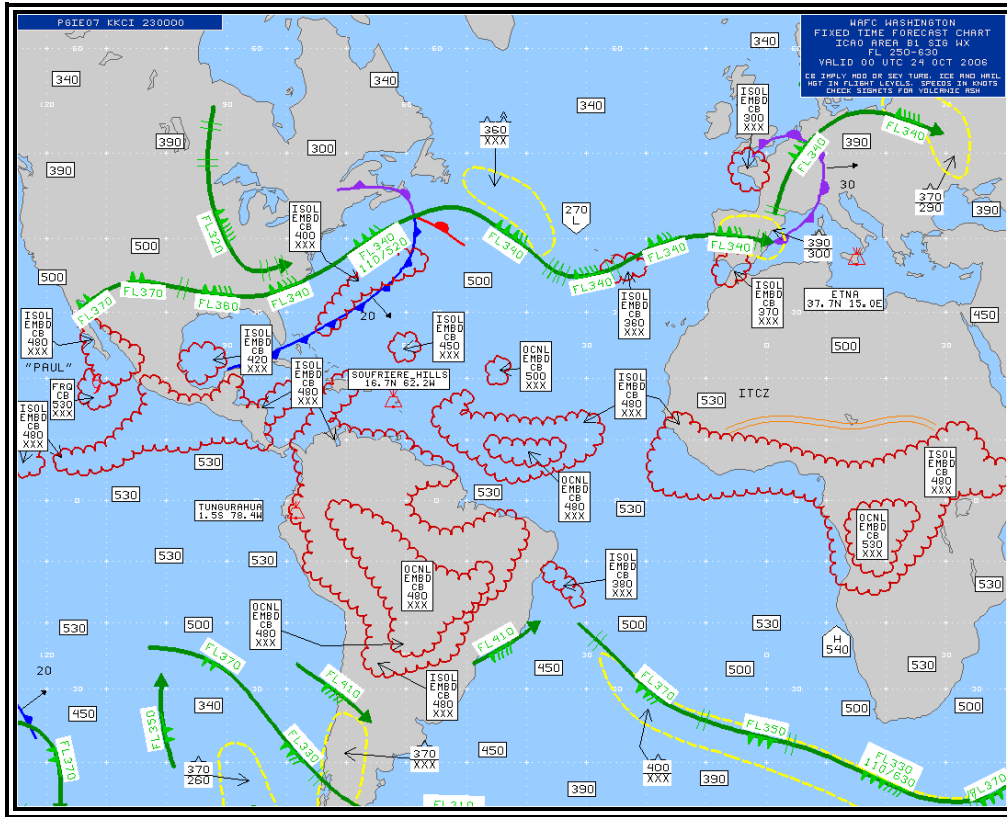 PGIE07 KKCI 230000
WAFC WASHINGTON
FIXED TIME FORECAST CHART
ICAO AREA B1 SIG WX
FL 250-630
VALID 00 UTC 24 OCT 2006
CB IMPLY MOD OR SEV TURB. ICE AND HAIL
HGT IN FLIGHT LEVELS. SPEEDS IN KNOTS
CHECK SIGMETS FOR VOLCANIC ASH
340
340
340
340
390
390
300
390
390
360
XXX
ISOL
EMBD
CB
300
XXX
FL340
FL340
30
370
290
390
270
L
ISOL
EMBD
CB
400
XXX
FL320
500
500
FL340
110/520
FL340
FL340
FL340
FL340
390
300
500
FL370
FL370
FL360
FL340
20
ISOL
EMBD
CB
360
XXX
ISOL
EMBD
CB
370
XXX
ETNA
37.7N 15.0E
450
500
ISOL
EMBD
CB
480
XXX
"PAUL"
FRQ
CB
530
XXX
ISOL
EMBD
CB
480
XXX
ISOL
EMBD
CB
420
XXX
ISOL
EMBD
CB
480
XXX
SOUFRIERE_HILLS
16.7N 62.2W
ISOL
EMBD
CB
450
XXX
OCNL
EMBD
CB
500
XXX
ISOL
EMBD
CB
480
XXX
530
ITCZ
530
530
530
530
OCNL
EMBD
CB
480
XXX
ISOL
EMBD
CB
480
XXX
TUNGURAHUA
1.5S 78.4W
OCNL
EMBD
CB
530
XXX
530
530
530
OCNL
EMBD
CB
480
XXX
ISOL
EMBD
CB
380
XXX
530
530
500
OCNL
EMBD
CB
480
XXX
FL410
500
530
H
540
530
FL370
FL410
450
500
500
20
450
340
FL350
ISOL
EMBD
CB
480
XXX
FL370
500
500
FL370
FL330
370
XXX
450
FL350
370
260
400
XXX
390
390
FL330
110/630
FL370
FL310